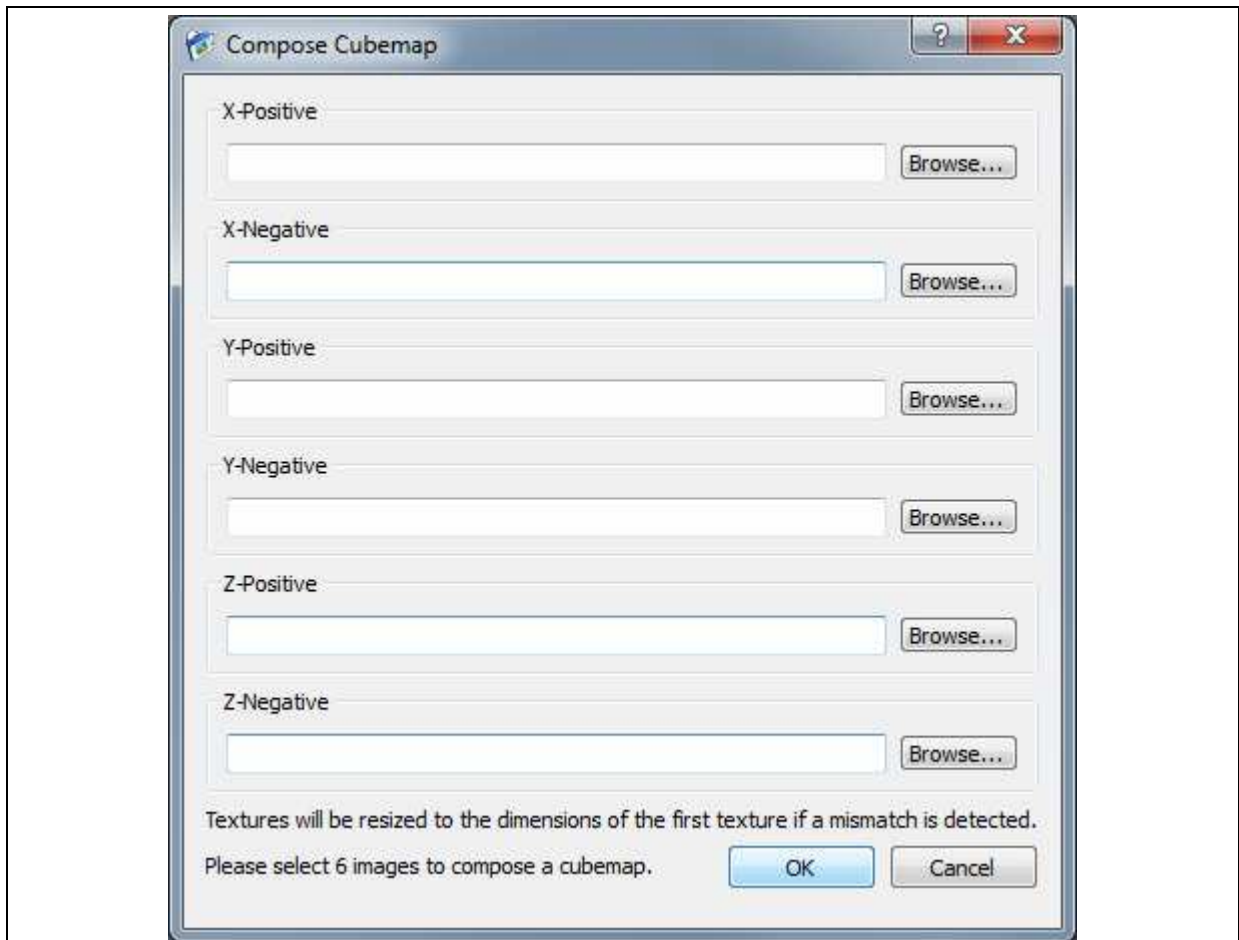 Compose Cubemap
X-Positive
Browse...
X-Negative
Browse...
Y-Positive
Browse...
Y-Negative
Browse...
Z-Positive
Browse...
Z-Negative
Browse...
Textures will be resized to the dimensions of the first texture if a mismatch is detected.
Please select 6 images to compose a cubemap. OK Cancel